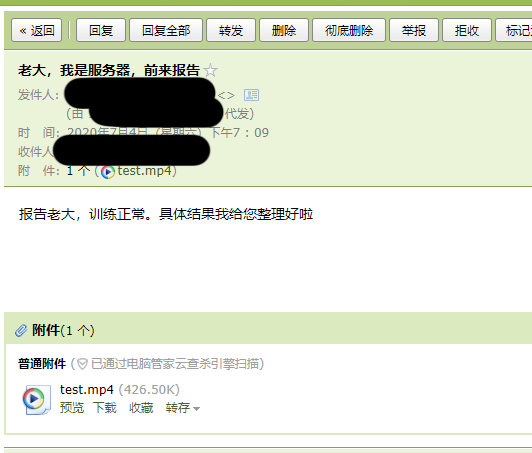 « 返回 回复 回复全部 转发 删除 彻底删除 举报 拒收
老大，我是服务器，前来报告☆
发件人： <>
(由 代发)
时 间： 2020年7月4日（星期六）下午7：09
收件人
附 件： 1 个 (test.mp4)
报告老大，训练正常。具体结果我给您整理好啦
附件(1 个)
普通附件 (已通过电脑管家云查杀引擎扫描)
test.mp4 (426.50K)
预览 下载 收藏 转存